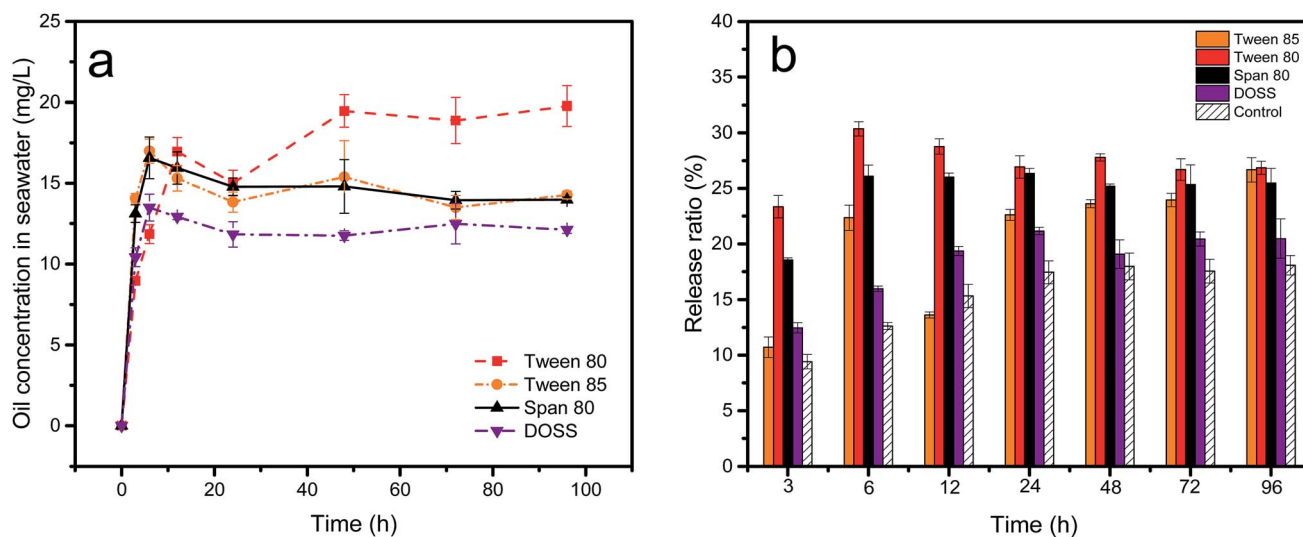 a
Oil concentration in seawater (mg/L)
25
20
15
10
5
0
0 20 40 60 80 100
Time (h)
Tween 80
Tween 85
Span 80
DOSS
b
Release ratio (%)
40
35
30
25
20
15
10
5
0
3 6 12 24 48 72 96
Time (h)
Tween 85
Tween 80
Span 80
DOSS
Control